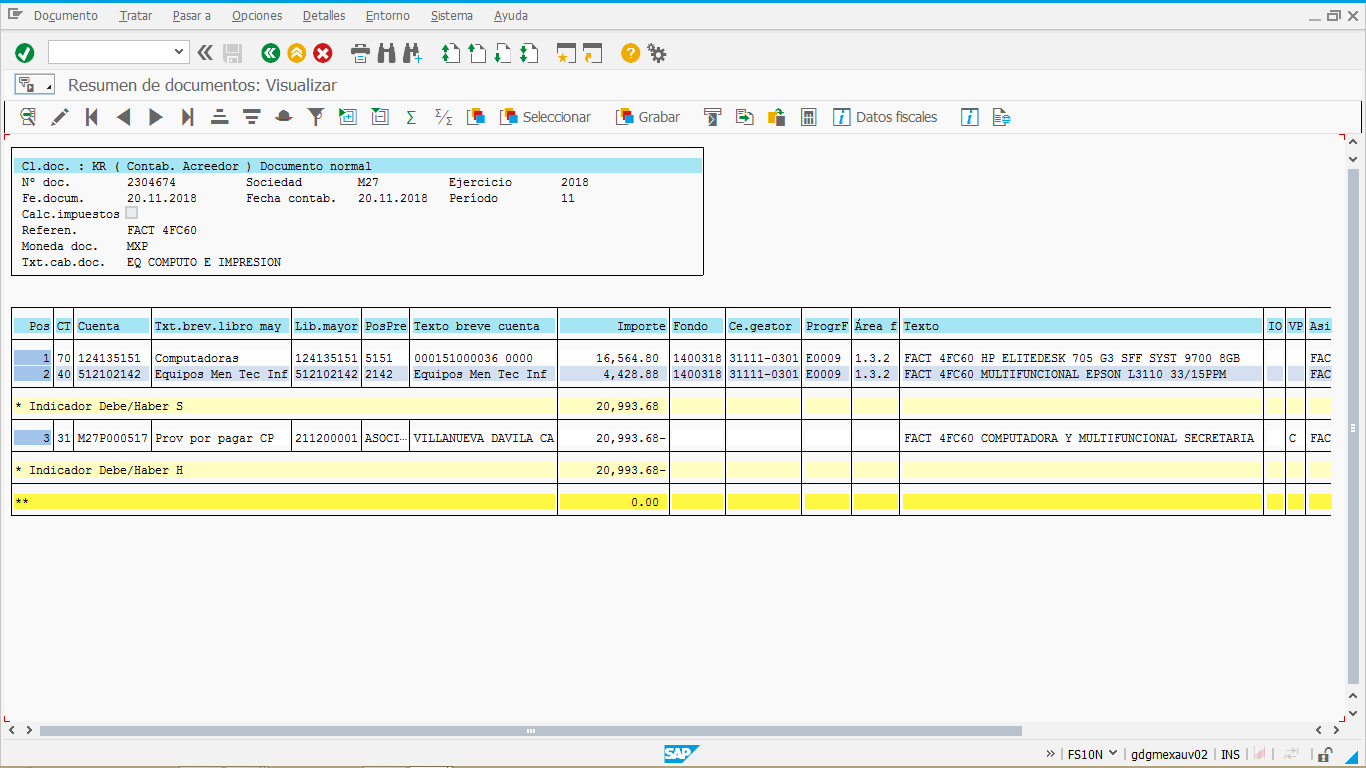 Documento Tratar Pasar a Opciones Detalles Entorno Sistema Ayuda
Resumen de documentos: Visualizar
Seleccionar Grabar Datos fiscales
Cl.doc. : KR ( Contab. Acreedor ) Documento normal
Nº doc. 2304674 Sociedad M27 Ejercicio 2018
Fe.docum. 20.11.2018 Fecha contab. 20.11.2018 Período 11
Calc.impuestos
Referen. FACT 4FC60
Moneda doc. MXP
Txt.cab.doc. EQ COMPUTO E IMPRESION
Pos CT Cuenta Txt.brev.libro may Lib.mayor PosPre Texto breve cuenta Importe Fondo Ce.gestor ProgrF Área f Texto IO VP Asi
1 70 124135151 Computadoras 124135151 5151 000151000036 0000 16,564.80 1400318 31111-0301 E0009 1.3.2 FACT 4FC60 HP ELITEDESK 705 G3 SFF SYST 9700 8GB FAC
2 40 512102142 Equipos Men Tec Inf 512102142 2142 Equipos Men Tec Inf 4,428.88 1400318 31111-0301 E0009 1.3.2 FACT 4FC60 MULTIFUNCIONAL EPSON L3110 33/15PPM FAC
* Indicador Debe/Haber S 20,993.68
3 31 M27P000517 Prov por pagar CP 211200001 ASOCI… VILLANUEVA DAVILA CA 20,993.68- FACT 4FC60 COMPUTADORA Y MULTIFUNCIONAL SECRETARIA C FAC
* Indicador Debe/Haber H 20,993.68-
** 0.00
SAP FS10N gdgmexauv02 INS